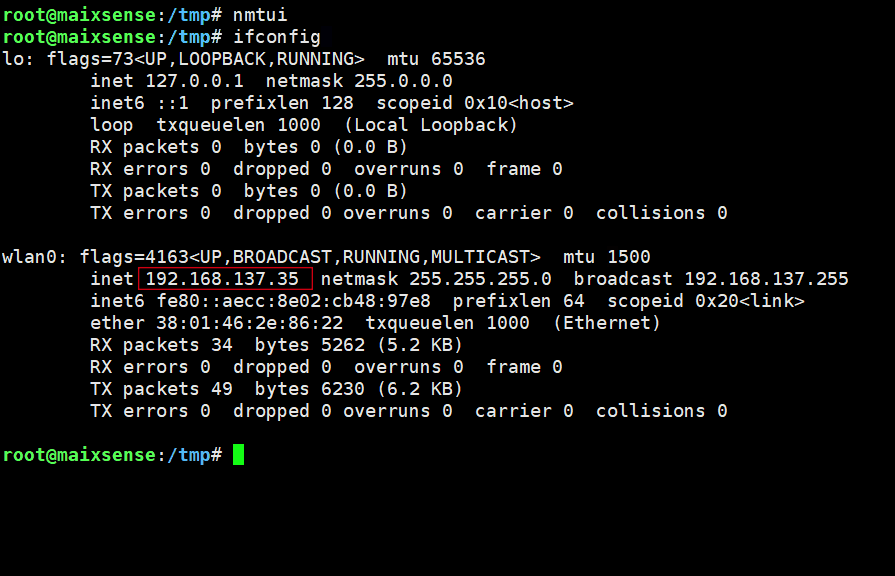 root@maixsense:/tmp# nmtui
root@maixsense:/tmp# ifconfig
lo: flags=73<UP,LOOPBACK,RUNNING>  mtu 65536
        inet 127.0.0.1  netmask 255.0.0.0
        inet6 ::1  prefixlen 128  scopeid 0x10<host>
        loop  txqueuelen 1000  (Local Loopback)
        RX packets 0  bytes 0 (0.0 B)
        RX errors 0  dropped 0  overruns 0  frame 0
        TX packets 0  bytes 0 (0.0 B)
        TX errors 0  dropped 0 overruns 0  carrier 0  collisions 0

wlan0: flags=4163<UP,BROADCAST,RUNNING,MULTICAST>  mtu 1500
        inet 192.168.137.35  netmask 255.255.255.0  broadcast 192.168.137.255
        inet6 fe80::aecc:8e02:cb48:97e8  prefixlen 64  scopeid 0x20<link>
        ether 38:01:46:2e:86:22  txqueuelen 1000  (Ethernet)
        RX packets 34  bytes 5262 (5.2 KB)
        RX errors 0  dropped 0  overruns 0  frame 0
        TX packets 49  bytes 6230 (6.2 KB)
        TX errors 0  dropped 0 overruns 0  carrier 0  collisions 0

root@maixsense:/tmp#